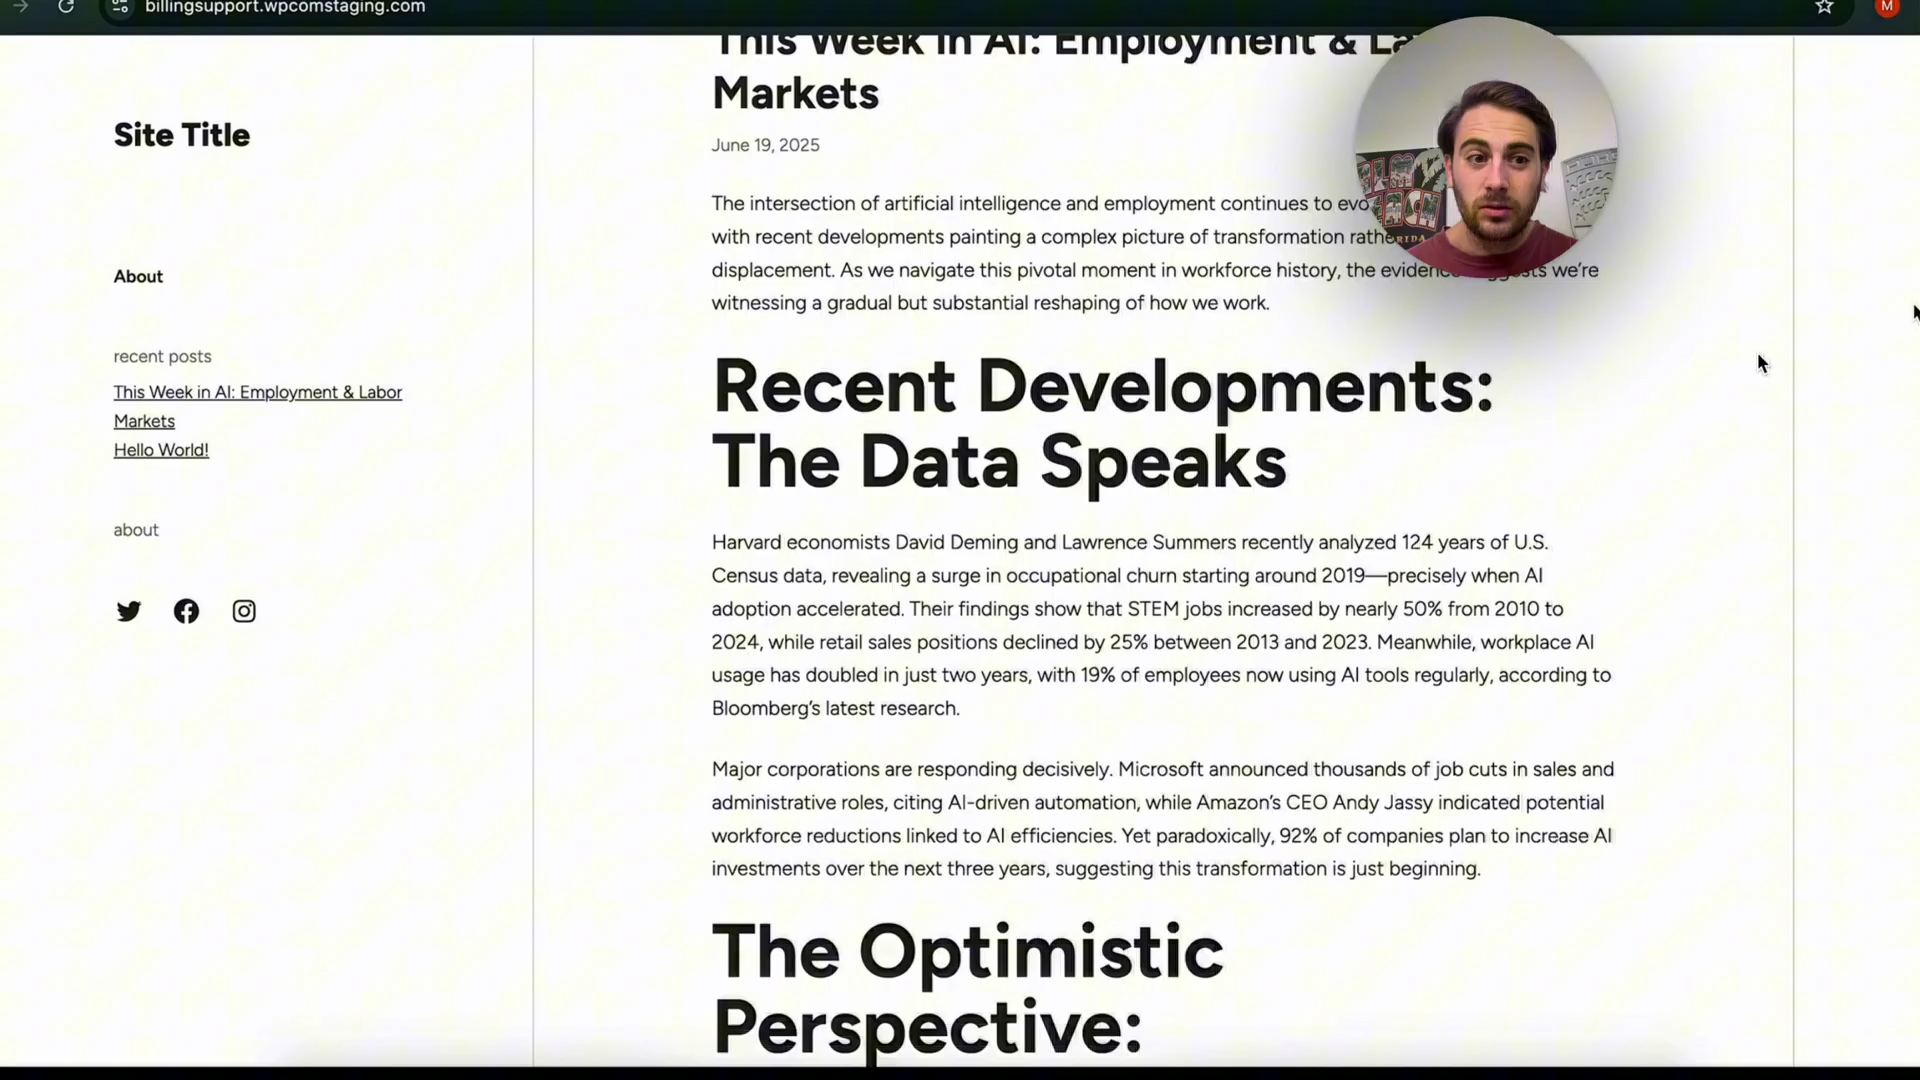 billingsupport.wpcomstaging.com
M
Site Title
About
recent posts
This Week in AI: Employment & Labor
Markets
Hello World!
about
This Week in AI: Employment & La
Markets
June 19, 2025
The intersection of artificial intelligence and employment continues to evo
with recent developments painting a complex picture of transformation rathe
displacement. As we navigate this pivotal moment in workforce history, the evidenc we're
witnessing a gradual but substantial reshaping of how we work.
Recent Developments:
The Data Speaks
Harvard economists David Deming and Lawrence Summers recently analyzed 124 years of U.S.
Census data, revealing a surge in occupational churn starting around 2019—precisely when AI
adoption accelerated. Their findings show that STEM jobs increased by nearly 50% from 2010 to
2024, while retail sales positions declined by 25% between 2013 and 2023. Meanwhile, workplace AI
usage has doubled in just two years, with 19% of employees now using AI tools regularly, according to
Bloomberg's latest research.
Major corporations are responding decisively. Microsoft announced thousands of job cuts in sales and
administrative roles, citing AI-driven automation, while Amazon's CEO Andy Jassy indicated potential
workforce reductions linked to AI efficiencies. Yet paradoxically, 92% of companies plan to increase AI
investments over the next three years, suggesting this transformation is just beginning.
The Optimistic
Perspective: